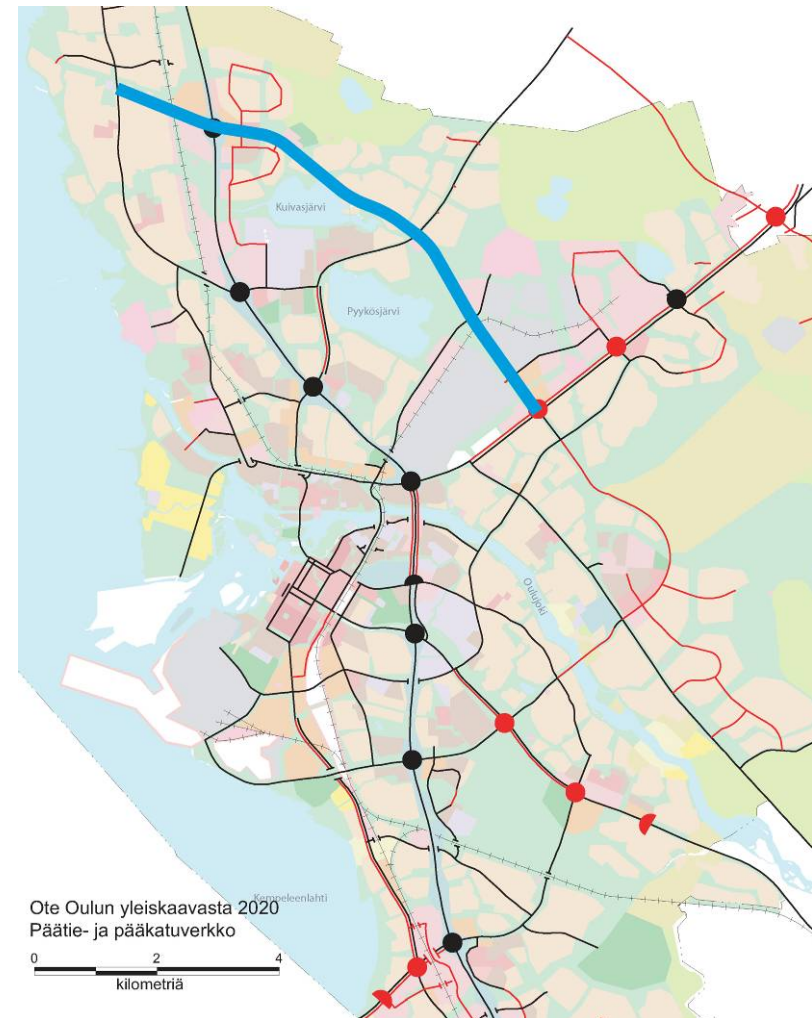 Kuivasjärvi
Pyykösjärvi
Oulujoki
Kempeleenlahti
Ote Oulun yleiskaavasta 2020
Päätie- ja pääkatuverkko
0 2 4
kilometriä